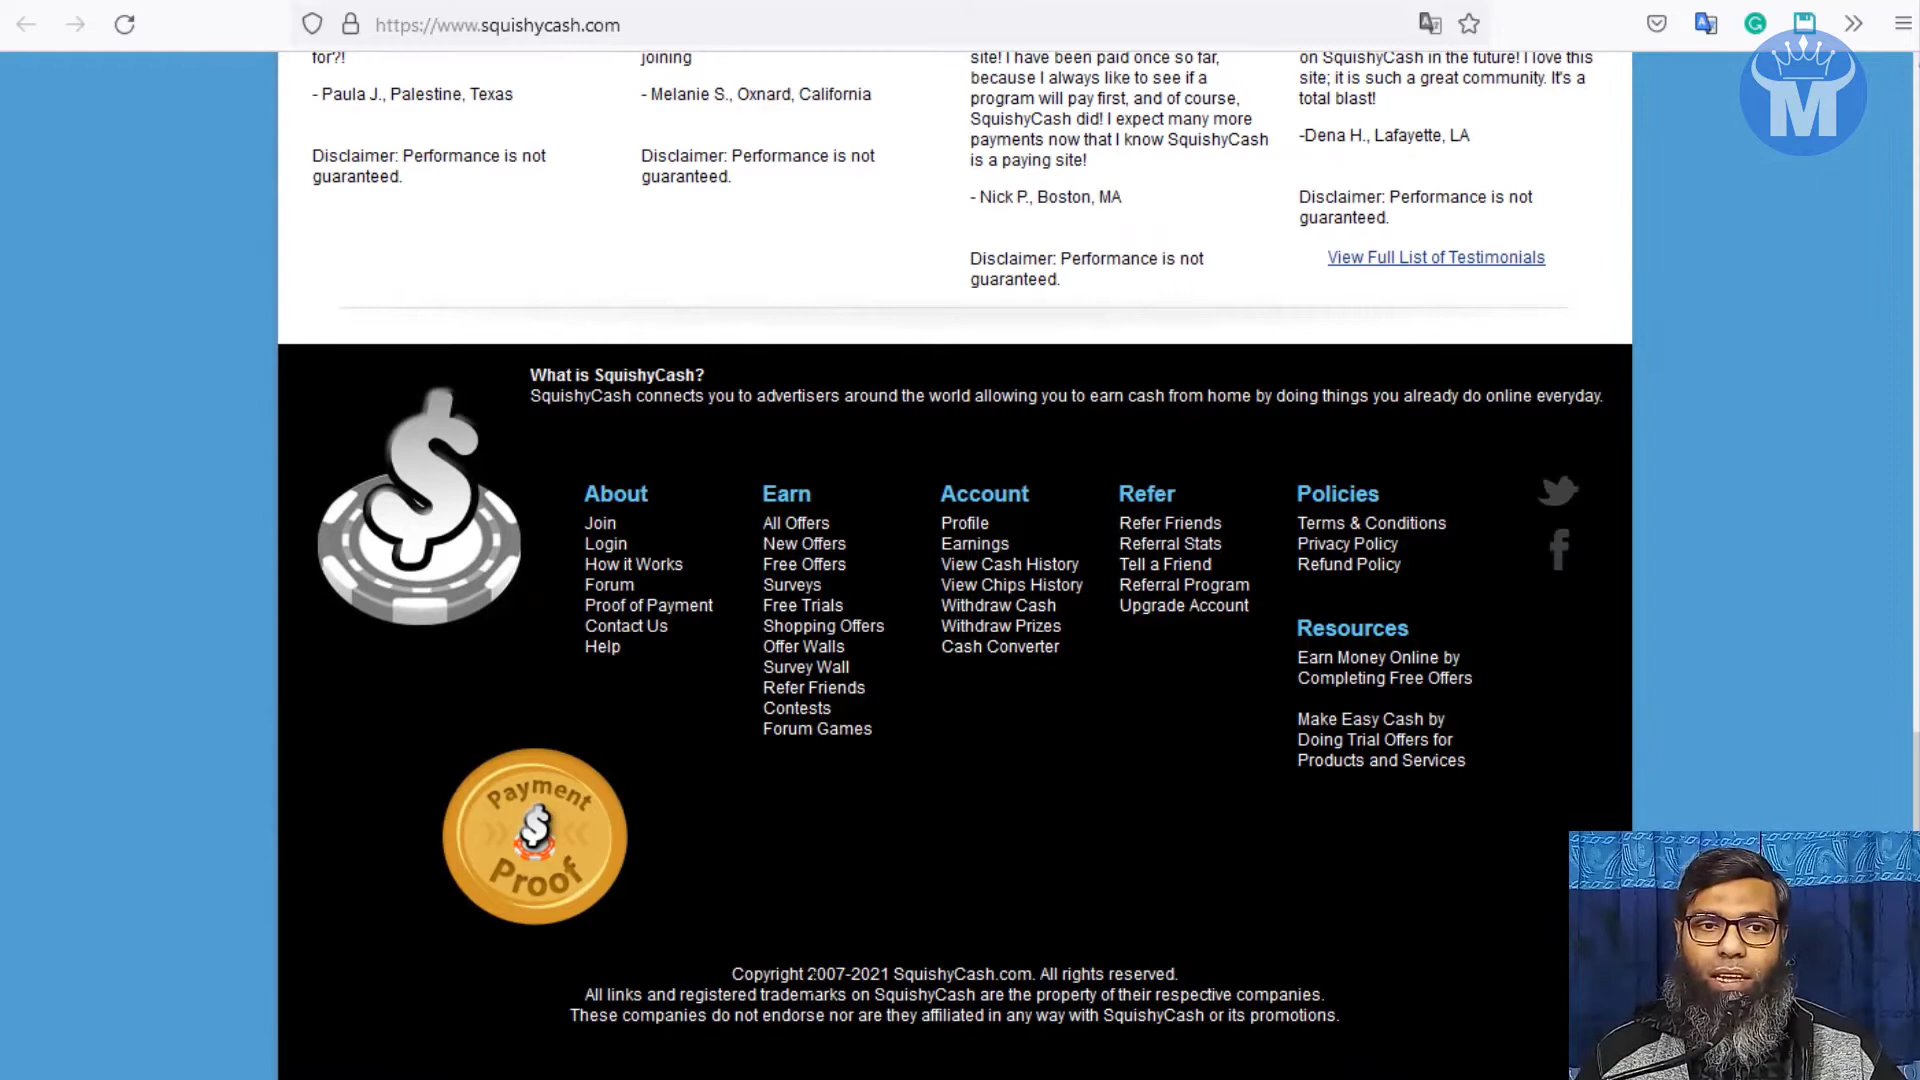 https://www.squishycash.com
for?!
- Paula J., Palestine, Texas
Disclaimer: Performance is not
guaranteed.
joining
- Melanie S., Oxnard, California
Disclaimer: Performance is not
guaranteed.
site! I have been paid once so far,
because I always like to see if a
program will pay first, and of course,
SquishyCash did! I expect many more
payments now that I know SquishyCash
is a paying site!
- Nick P., Boston, MA
Disclaimer: Performance is not
guaranteed.
on SquishyCash in the future! I love this
site; it is such a great community. It's a
total blast!
-Dena H., Lafayette, LA
Disclaimer: Performance is not
guaranteed.
View Full List of Testimonials
M
What is SquishyCash?
SquishyCash connects you to advertisers around the world allowing you to earn cash from home by doing things you already do online everyday.
About
Join
Login
How it Works
Forum
Proof of Payment
Contact Us
Help
Earn
All Offers
New Offers
Free Offers
Surveys
Free Trials
Shopping Offers
Offer Walls
Survey Wall
Refer Friends
Contests
Forum Games
Account
Profile
Earnings
View Cash History
View Chips History
Withdraw Cash
Withdraw Prizes
Cash Converter
Refer
Refer Friends
Referral Stats
Tell a Friend
Referral Program
Upgrade Account
Policies
Terms & Conditions
Privacy Policy
Refund Policy
Resources
Earn Money Online by
Completing Free Offers
Make Easy Cash by
Doing Trial Offers for
Products and Services
Payment
$
Proof
Copyright 2007-2021 SquishyCash.com. All rights reserved.
All links and registered trademarks on SquishyCash are the property of their respective companies.
These companies do not endorse nor are they affiliated in any way with SquishyCash or its promotions.